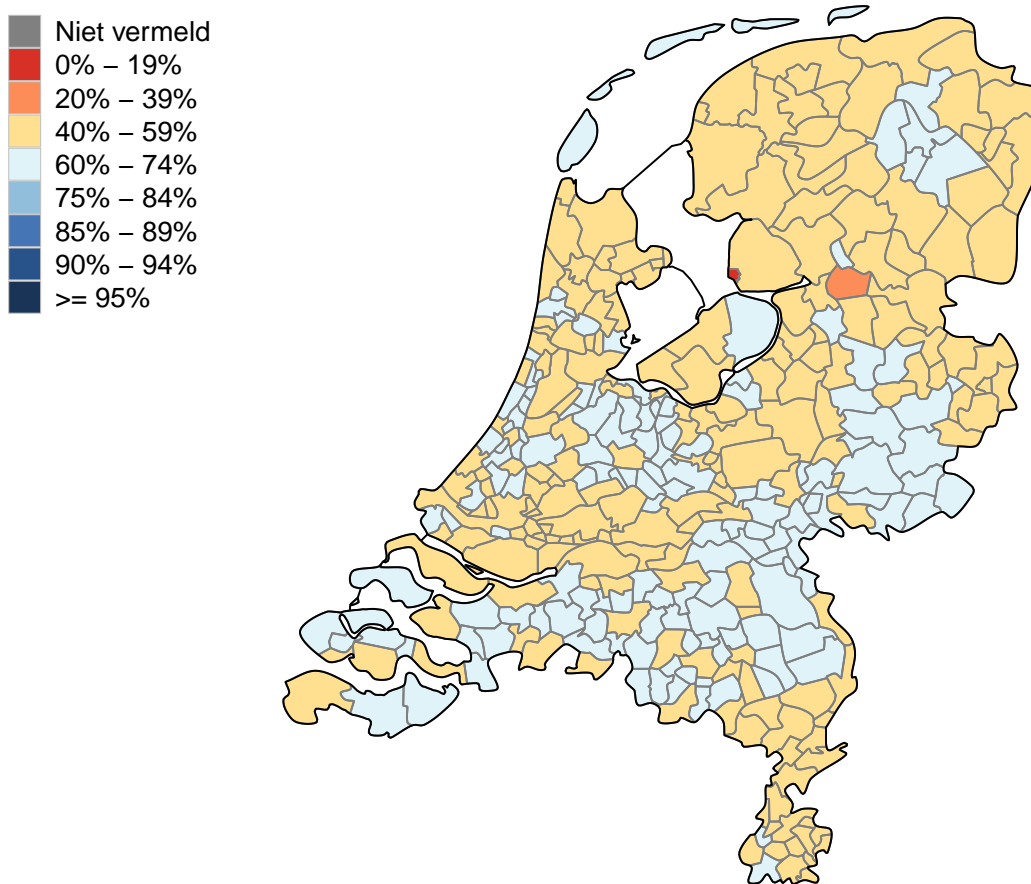 Niet vermeld
0% – 19%
20% – 39%
40% – 59%
60% – 74%
75% – 84%
85% – 89%
90% – 94%
>= 95%